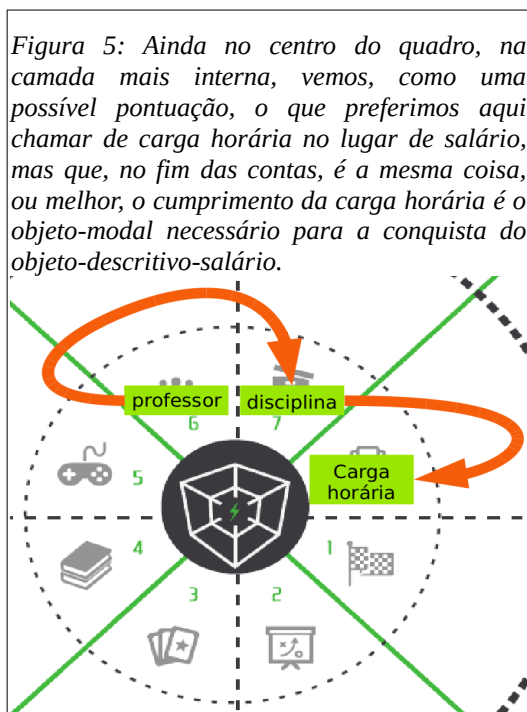 Figura 5: Ainda no centro do quadro, na
camada mais interna, vemos, como uma
possível pontuação, o que preferimos aqui
chamar de carga horária no lugar de salário,
mas que, no fim das contas, é a mesma coisa,
ou melhor, o cumprimento da carga horária é o
objeto-modal necessário para a conquista do
objeto-descritivo-salário.
professor
disciplina
6
7
Carga
horária
5
4
1
3
2